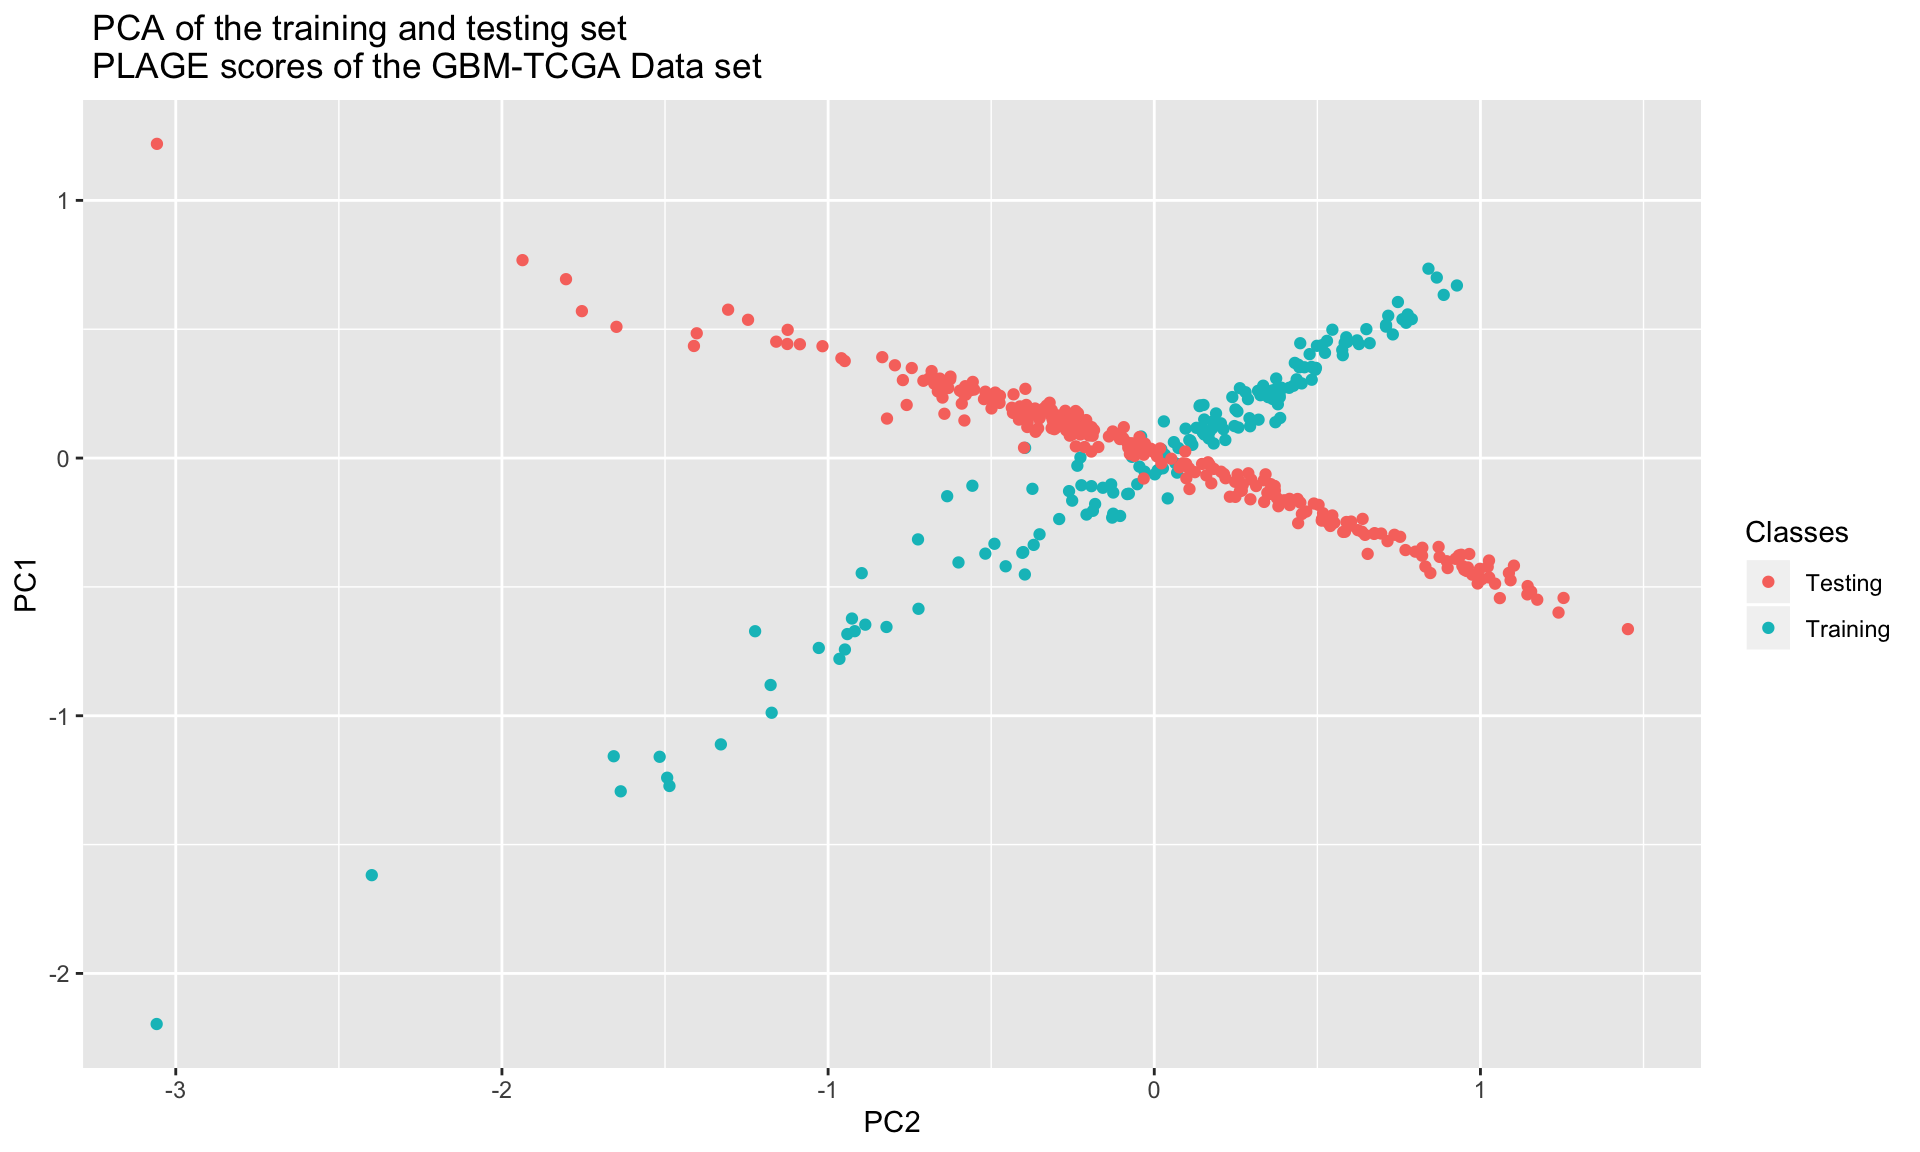 PCA of the training and testing set
PLAGE scores of the GBM-TCGA Data set
1
0
-1
-2
PC1
-3
-2
-1
0
1
PC2
Classes
Testing
Training